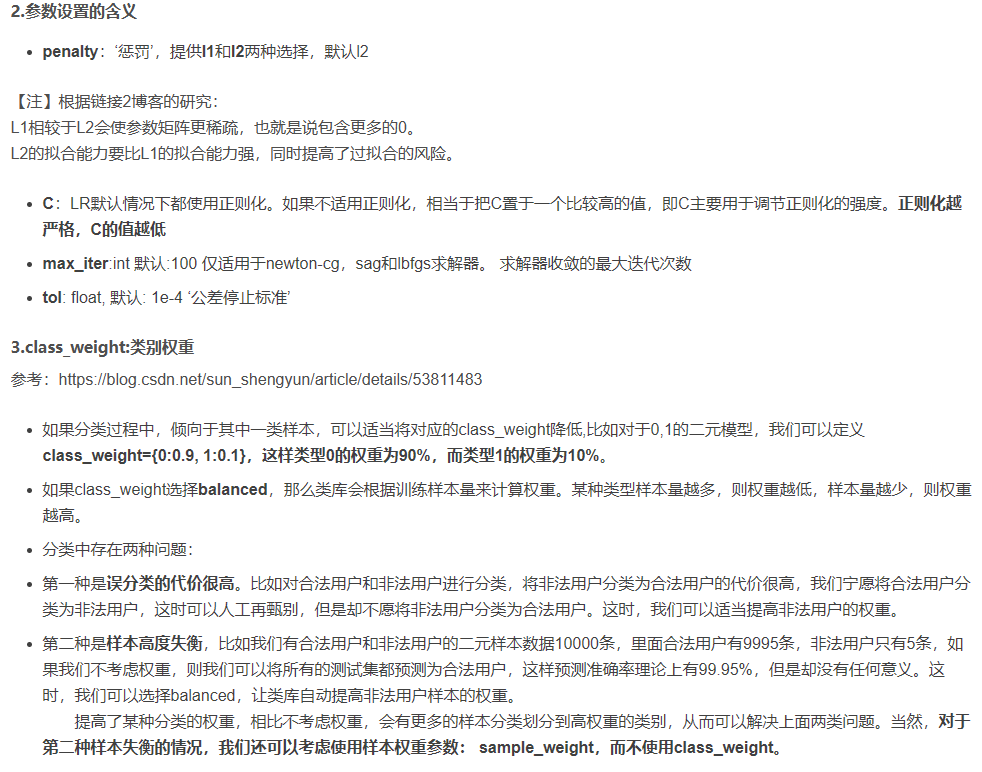 2.参数设置的含义
penalty：‘惩罚’，提供l1和l2两种选择，默认l2
【注】根据链接2博客的研究：
L1相较于L2会使参数矩阵更稀疏，也就是说包含更多的0。
L2的拟合能力要比L1的拟合能力强，同时提高了过拟合的风险。
C：LR默认情况下都使用正则化。如果不适用正则化，相当于把C置于一个比较高的值，即C主要用于调节正则化的强度。正则化越
严格，C的值越低
max_iter:int 默认:100 仅适用于newton-cg，sag和lbfgs求解器。 求解器收敛的最大迭代次数
tol: float, 默认: 1e-4 ‘公差停止标准’
3.class_weight:类别权重
参考：https://blog.csdn.net/sun_shengyun/article/details/53811483
如果分类过程中，倾向于其中一类样本，可以适当将对应的class_weight降低,比如对于0,1的二元模型，我们可以定义
class_weight={0:0.9, 1:0.1}，这样类型0的权重为90%，而类型1的权重为10%。
如果class_weight选择balanced，那么类库会根据训练样本量来计算权重。某种类型样本量越多，则权重越低，样本量越少，则权重
越高。
分类中存在两种问题：
第一种是误分类的代价很高。比如对合法用户和非法用户进行分类，将非法用户分类为合法用户的代价很高，我们宁愿将合法用户分
类为非法用户，这时可以人工再甄别，但是却不愿将非法用户分类为合法用户。这时，我们可以适当提高非法用户的权重。
第二种是样本高度失衡，比如我们有合法用户和非法用户的二元样本数据10000条，里面合法用户有9995条，非法用户只有5条，如
果我们不考虑权重，则我们可以将所有的测试集都预测为合法用户，这样预测准确率理论上有99.95%，但是却没有任何意义。这
时，我们可以选择balanced，让类库自动提高非法用户样本的权重。
提高了某种分类的权重，相比不考虑权重，会有更多的样本分类划分到高权重的类别，从而可以解决上面两类问题。当然，对于
第二种样本失衡的情况，我们还可以考虑使用样本权重参数： sample_weight，而不使用class_weight。